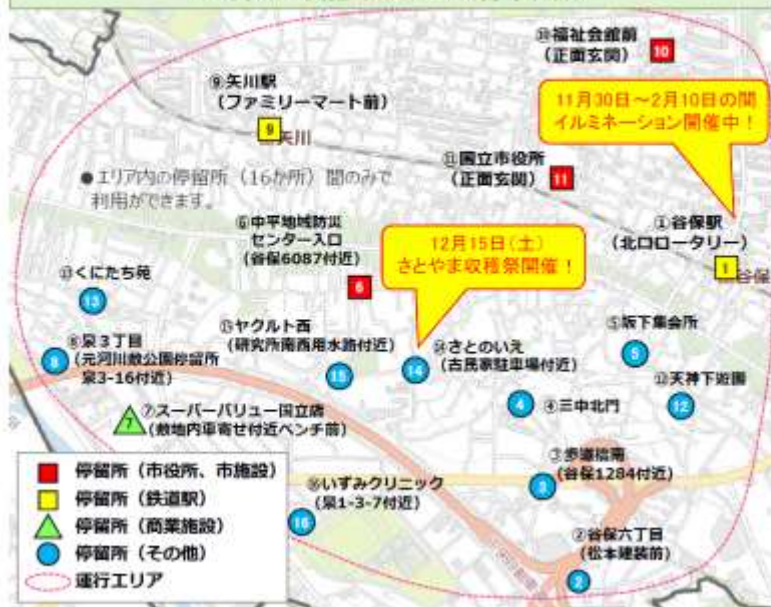 ⑩福祉会館前
(正面玄関)
10
⑨矢川駅
(ファミリーマート前)
9
矢川
11月30日~2月10日の間
イルミネーション開催中!
●エリア内の停留所(16か所)間のみで
利用ができます。
⑪国立市役所
(正面玄関)
11
①谷保駅
(北口ロータリー)
1
谷保
⑥中平地域防災
センター入口
(谷保6087付近)
6
12月15日(土)
さとやま収穫祭開催!
⑬くにたち苑
13
⑧泉3丁目
(元河川敷公園停留所
泉3-16付近)
8
⑮ヤクルト西
(研究所南西用水路付近)
15
⑭さとのいえ
(古民家駐車場付近)
14
⑤坂下集会所
5
⑫天神下遊園
12
④三中北門
4
⑦スーパーバリュー国立店
(敷地内車寄せ付近ベンチ前)
7
③歩道橋南
(谷保1284付近)
3
⑯いずみクリニック
(泉1-3-7付近)
16
②谷保六丁目
(松本建装前)
2
停留所(市役所、市施設)
停留所(鉄道駅)
停留所(商業施設)
停留所(その他)
運行エリア